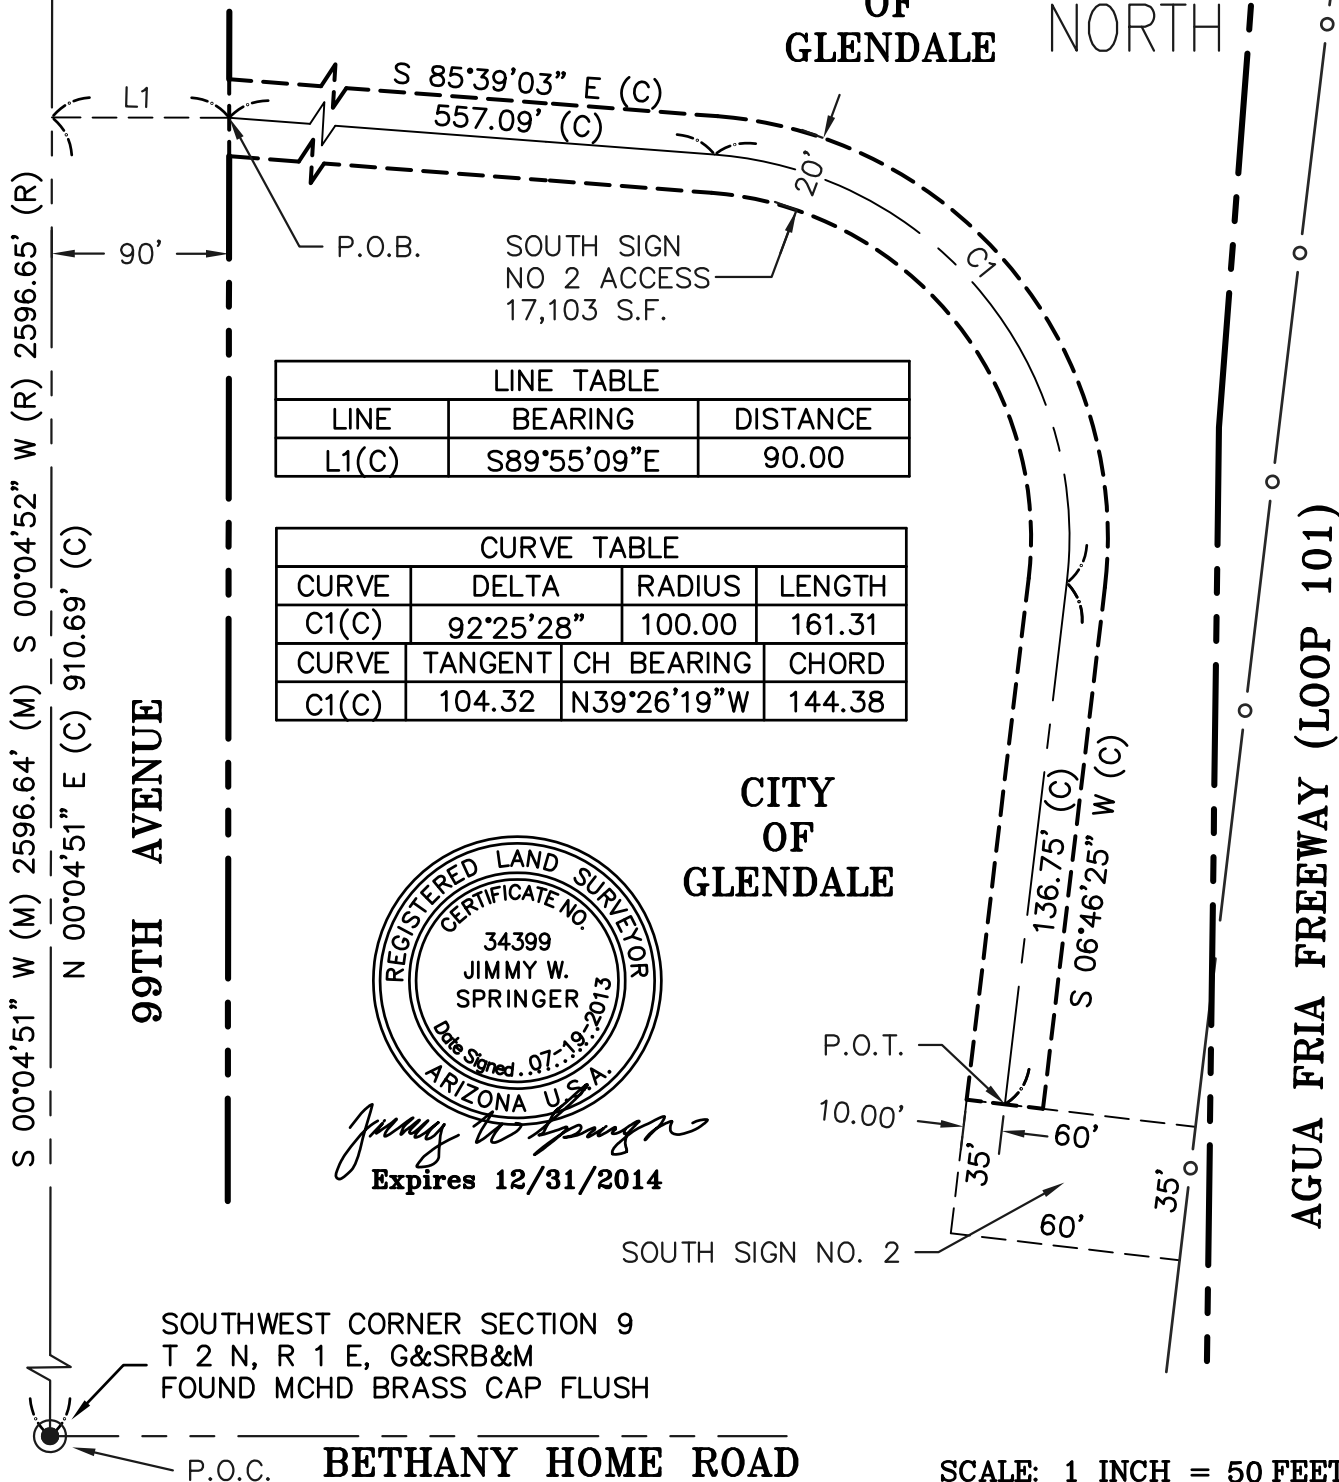 OF
GLENDALE
NORTH
S 85°39'03" E (C)
557.09' (C)
L1
20'
C1
90'
P.O.B.
SOUTH SIGN
NO 2 ACCESS
17,103 S.F.
S 00°04'51" W (M) 2596.64' (M) S 00°04'52" W (R) 2596.65' (R)
N 00°04'51" E (C) 910.69' (C)
LINE TABLE
LINE BEARING DISTANCE
L1(C) S89°55'09"E 90.00
CURVE TABLE
CURVE DELTA RADIUS LENGTH
C1(C) 92°25'28" 100.00 161.31
CURVE TANGENT CH BEARING CHORD
C1(C) 104.32 N39°26'19"W 144.38
99TH AVENUE
AGUA FRIA FREEWAY (LOOP 101)
CITY
OF
GLENDALE
136.75' (C)
S 06°46'25" W (C)
REGISTERED LAND SURVEYOR
CERTIFICATE NO.
34399
JIMMY W.
SPRINGER
Date Signed..07-19-2013
ARIZONA U.S.A.
Jimmy W Springer
Expires 12/31/2014
P.O.T.
10.00'
60'
35'
35'
60'
SOUTH SIGN NO. 2
SOUTHWEST CORNER SECTION 9
T 2 N, R 1 E, G&SRB&M
FOUND MCHD BRASS CAP FLUSH
P.O.C.
BETHANY HOME ROAD
SCALE: 1 INCH = 50 FEET